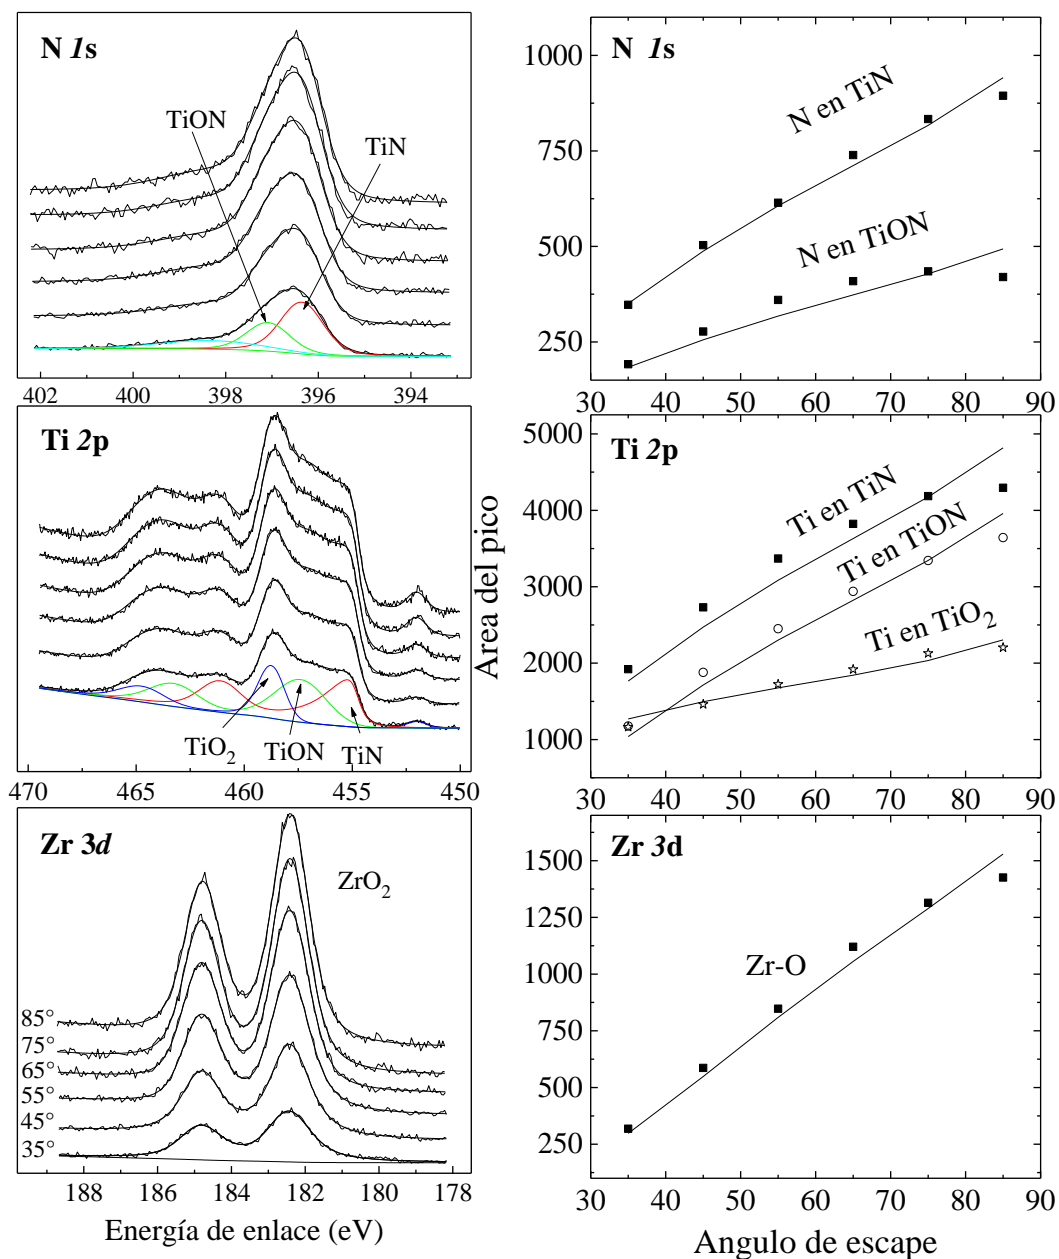 N 1s
TiON
TiN
402 400 398 396 394
N 1s
N en TiN
N en TiON
1000
750
500
250
30 40 50 60 70 80 90
Ti 2p
TiO2
TiON
TiN
470 465 460 455 450
Area del pico
Ti 2p
Ti en TiN
Ti en TiON
Ti en TiO2
5000
4000
3000
2000
1000
30 40 50 60 70 80 90
Zr 3d
ZrO2
85°
75°
65°
55°
45°
35°
188 186 184 182 180 178
Energía de enlace (eV)
Zr 3d
Zr-O
1500
1250
1000
750
500
250
30 40 50 60 70 80 90
Angulo de escape